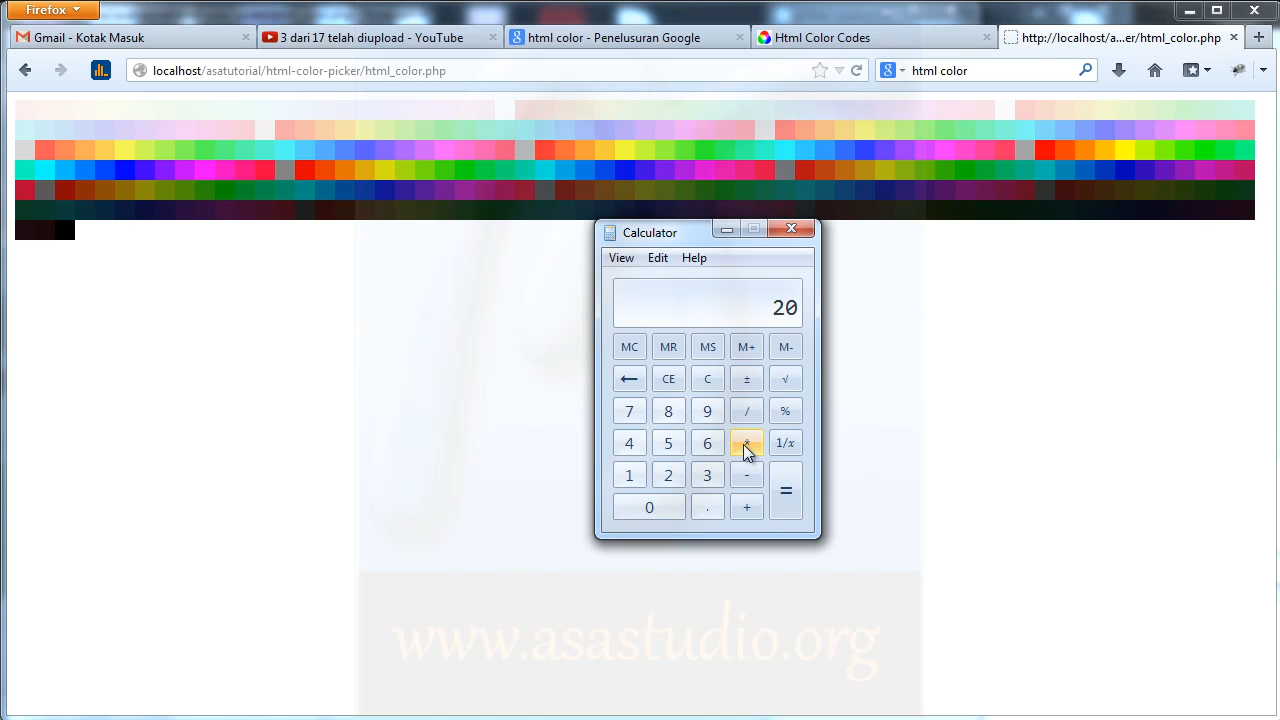 Firefox
Gmail - Kotak Masuk
3 dari 17 telah diupload - YouTube
html color - Penelusuran Google
Html Color Codes
http://localhost/a...er/html_color.php
localhost/asatutorial/html-color-picker/html_color.php
html color
Calculator
View Edit Help
20
MC MR MS M+ M-
← CE C ± √
7 8 9 / %
4 5 6 * 1/x
1 2 3 - =
0 . +
www.asastudio.org